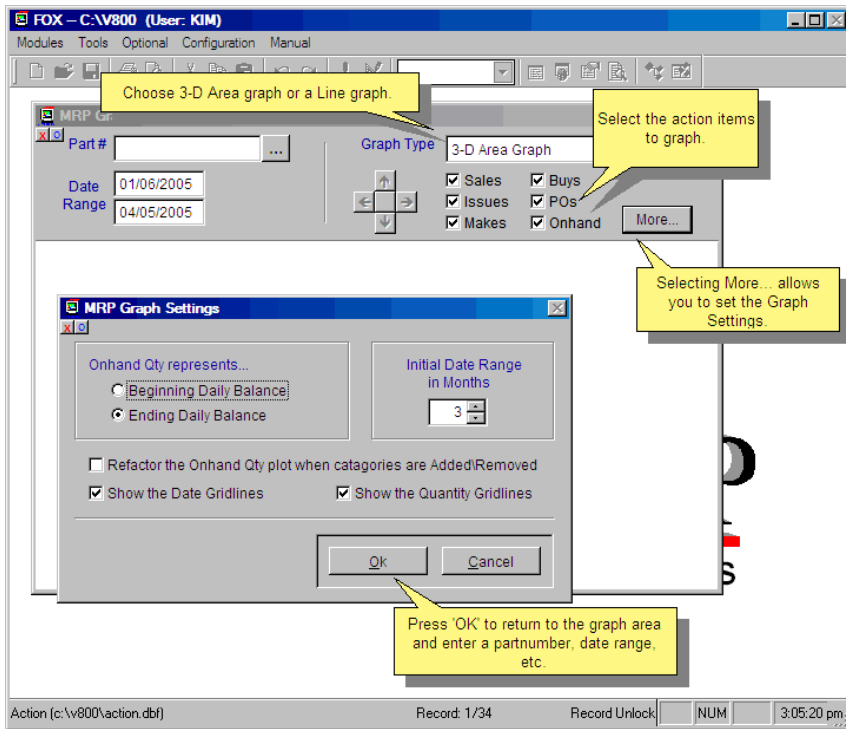 FOX – C:\V800 (User: KIM)
Modules Tools Optional Configuration Manual
Choose 3-D Area graph or a Line graph.
MRP Gr
X O
Part #
...
Graph Type
3-D Area Graph
Select the action items
to graph.
Date
Range
01/06/2005
04/05/2005
Sales
Buys
Issues
POs
Makes
Onhand
More...
Selecting More... allows
you to set the Graph
Settings.
MRP Graph Settings
X O
Onhand Qty represents...
Beginning Daily Balance
Ending Daily Balance
Initial Date Range
in Months
3
Refactor the Onhand Qty plot when catagories are Added\Removed
Show the Date Gridlines
Show the Quantity Gridlines
Ok
Cancel
s
Press 'OK' to return to the graph area
and enter a partnumber, date range,
etc.
Action (c:\v800\action.dbf)
Record: 1/34
Record Unlock
NUM
3:05:20 pm